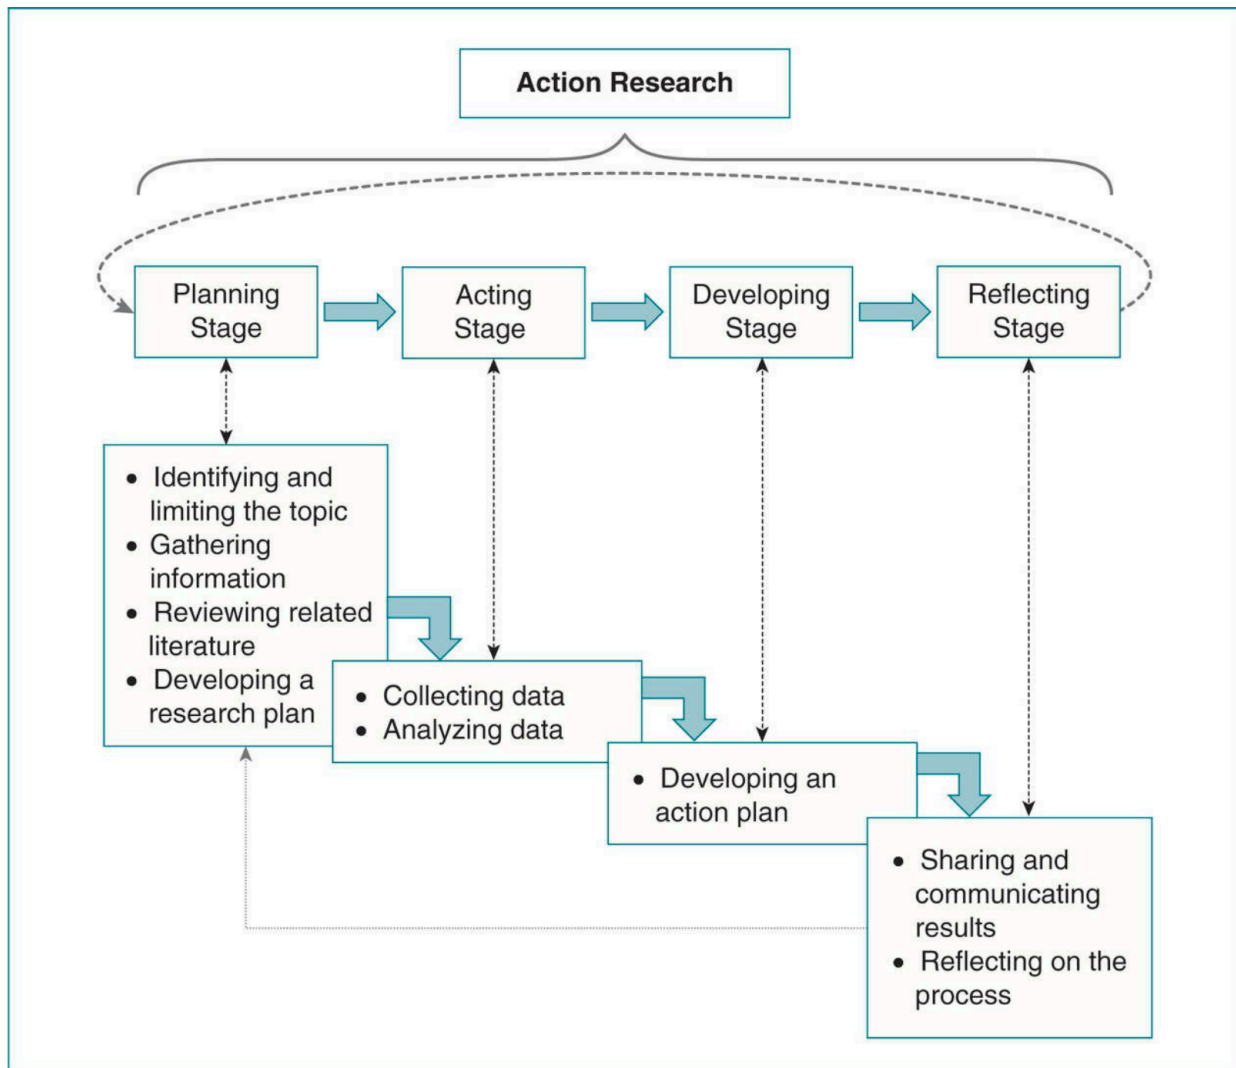 Action Research
Planning
Stage
Acting
Stage
Developing
Stage
Reflecting
Stage
• Identifying and
limiting the topic
• Gathering
information
• Reviewing related
literature
• Developing a
research plan
• Collecting data
• Analyzing data
• Developing an
action plan
• Sharing and
communicating
results
• Reflecting on the
process